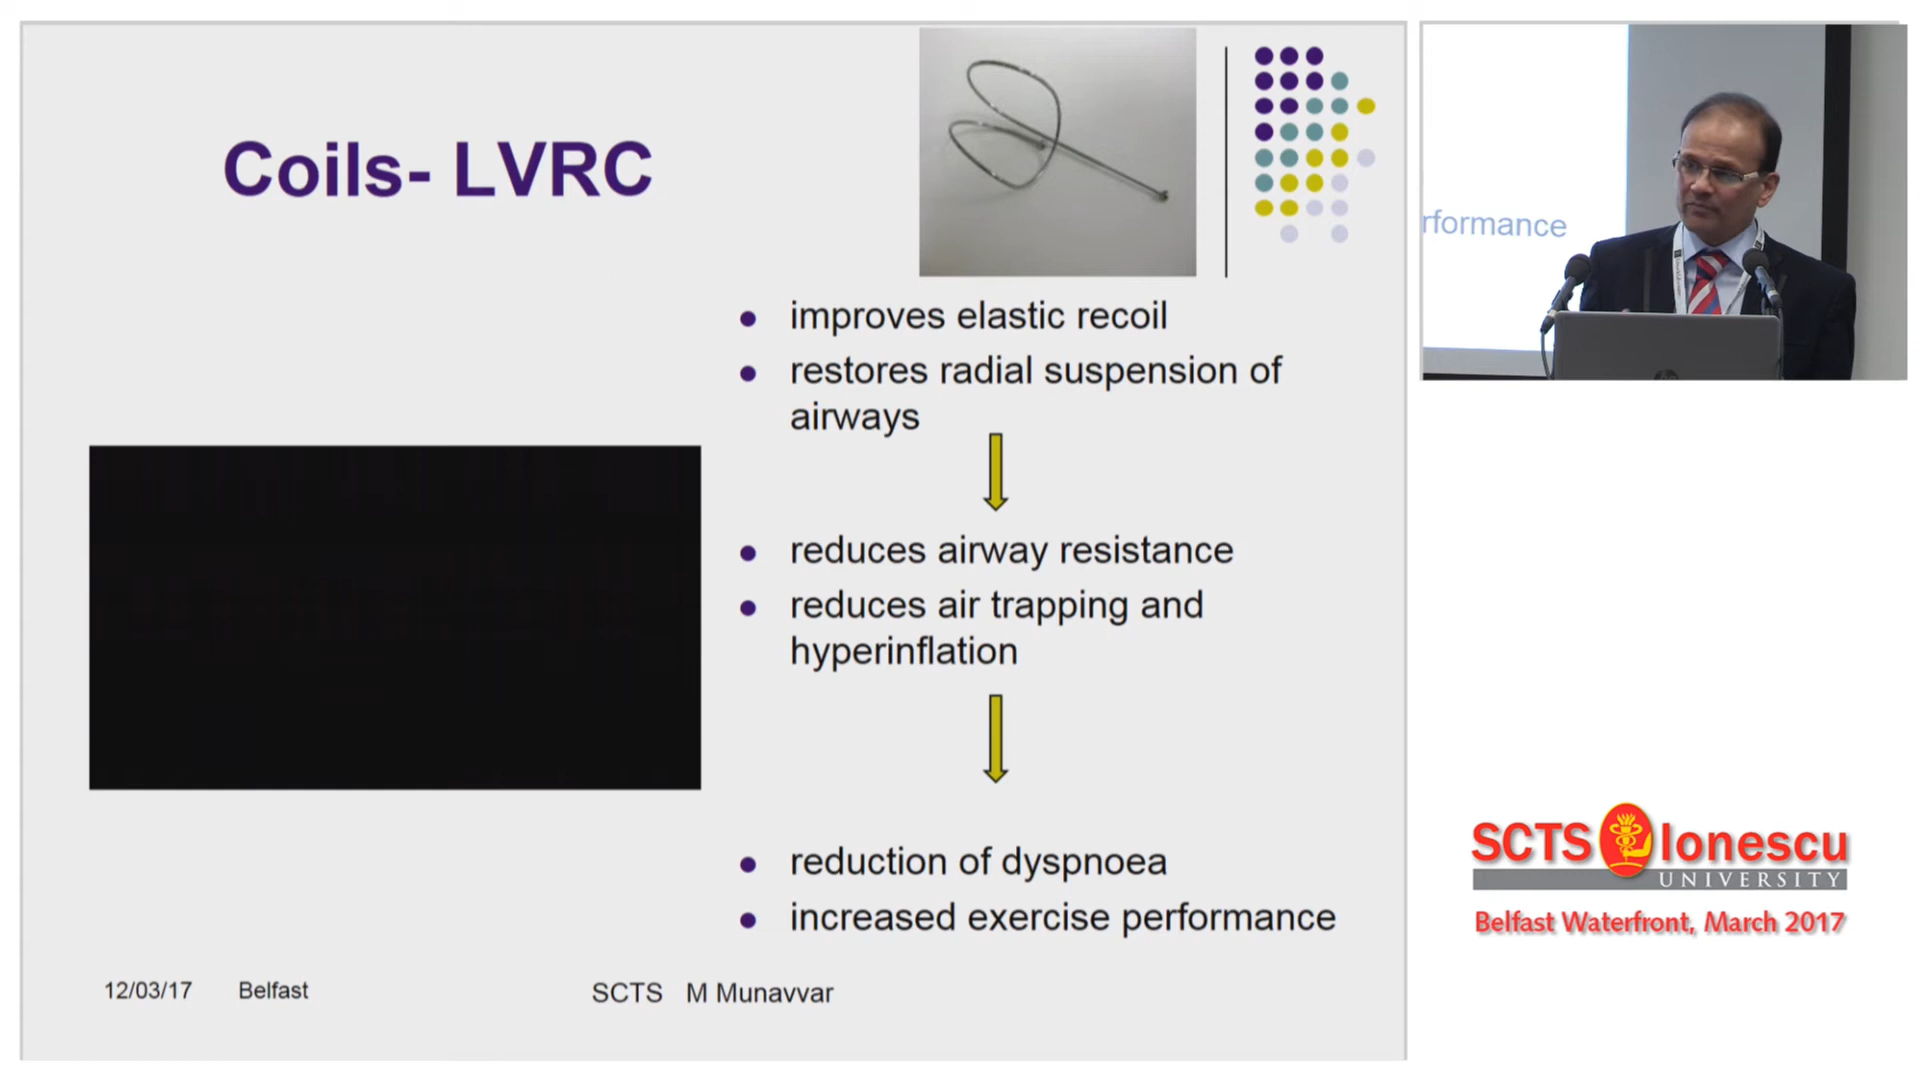 Coils- LVRC
improves elastic recoil
restores radial suspension of
airways
reduces airway resistance
reduces air trapping and
hyperinflation
reduction of dyspnoea
increased exercise performance
12/03/17 Belfast SCTS M Munavvar
rformance
SCTS Ionescu
UNIVERSITY
Belfast Waterfront, March 2017